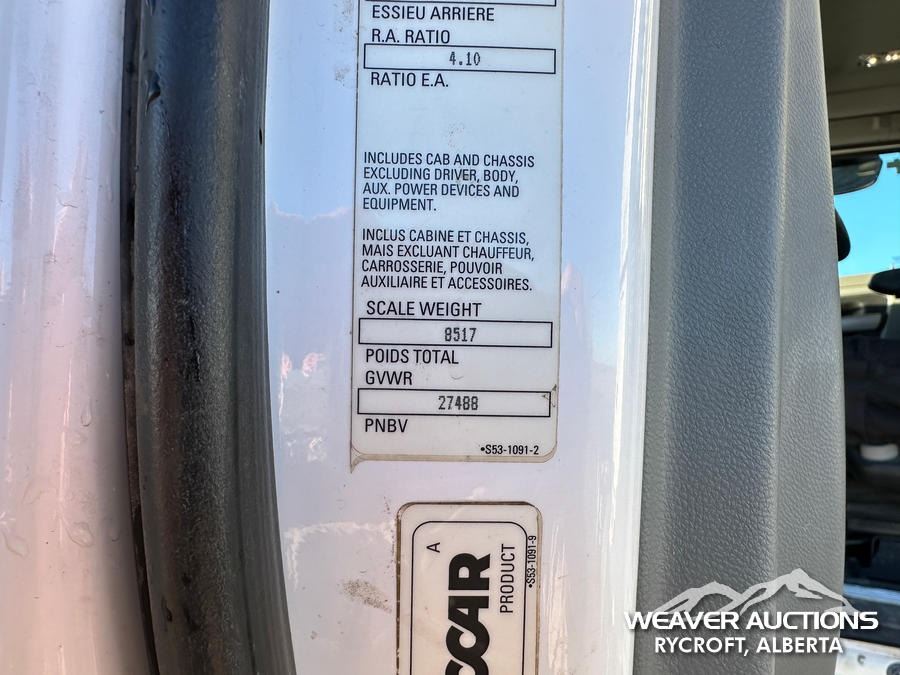 ESSIEU ARRIERE
R.A. RATIO
4.10
RATIO E.A.
INCLUDES CAB AND CHASSIS
EXCLUDING DRIVER, BODY,
AUX. POWER DEVICES AND
EQUIPMENT.
INCLUS CABINE ET CHASSIS,
MAIS EXCLUANT CHAUFFEUR,
CARROSSERIE, POUVOIR
AUXILIAIRE ET ACCESSOIRES.
SCALE WEIGHT
8517
POIDS TOTAL
GVWR
27488
PNBV
•S53-1091-2
A
CCAR
PRODUCT
•S53-1091-9
WEAVER AUCTIONS
RYCROFT, ALBERTA